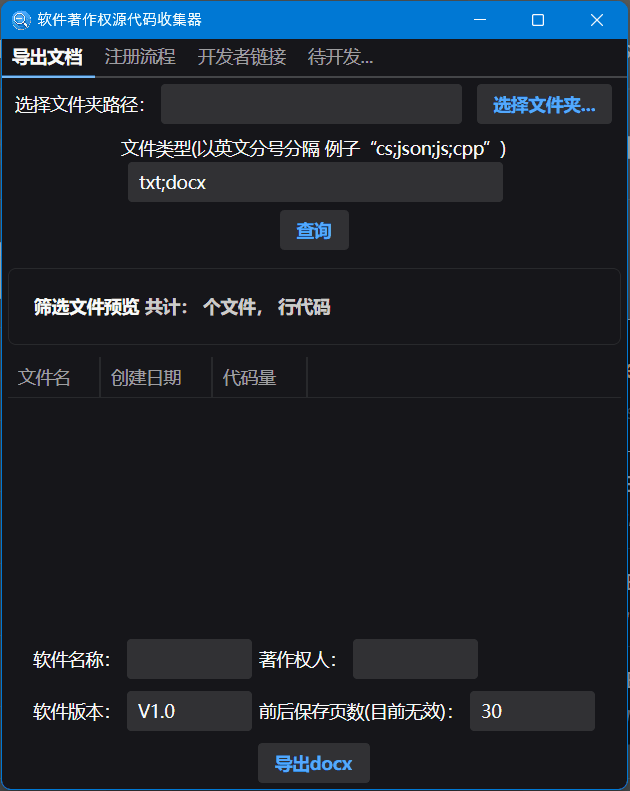 软件著作权源代码收集器
导出文档 注册流程 开发者链接 待开发...
选择文件夹路径： 选择文件夹...
文件类型(以英文分号分隔 例子“cs;json;js;cpp”)
txt;docx
查询
筛选文件预览 共计： 个文件， 行代码
文件名 创建日期 代码量
软件名称： 著作权人：
软件版本： V1.0 前后保存页数(目前无效)： 30
导出docx